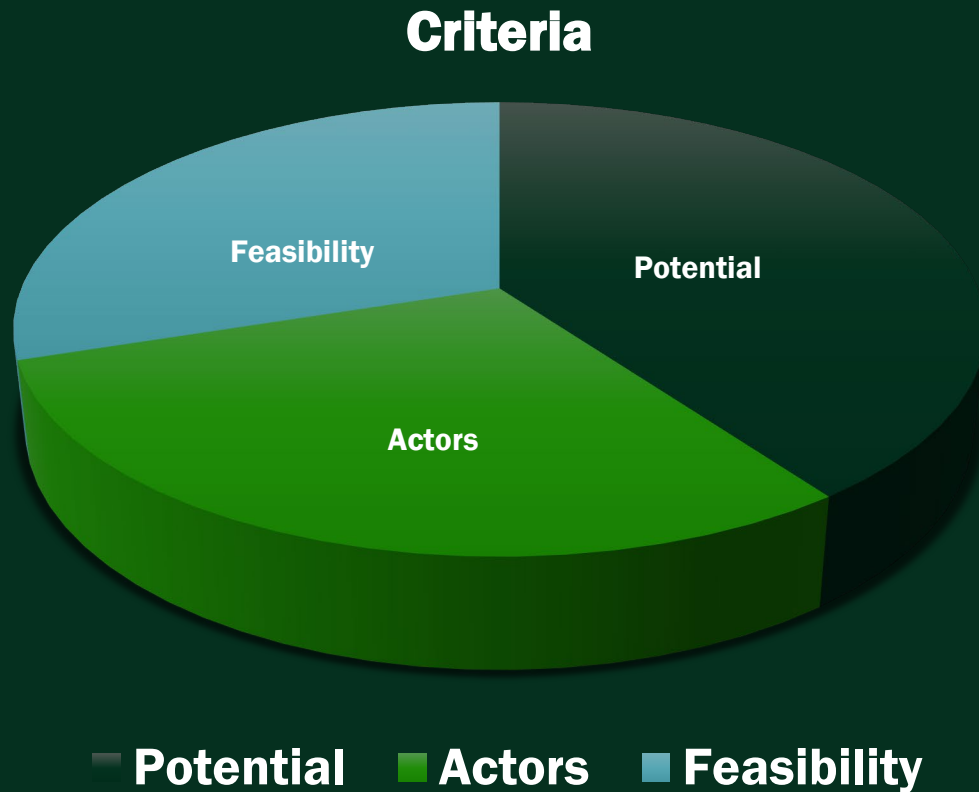 Criteria
Feasibility
Potential
Actors
Potential Actors Feasibility